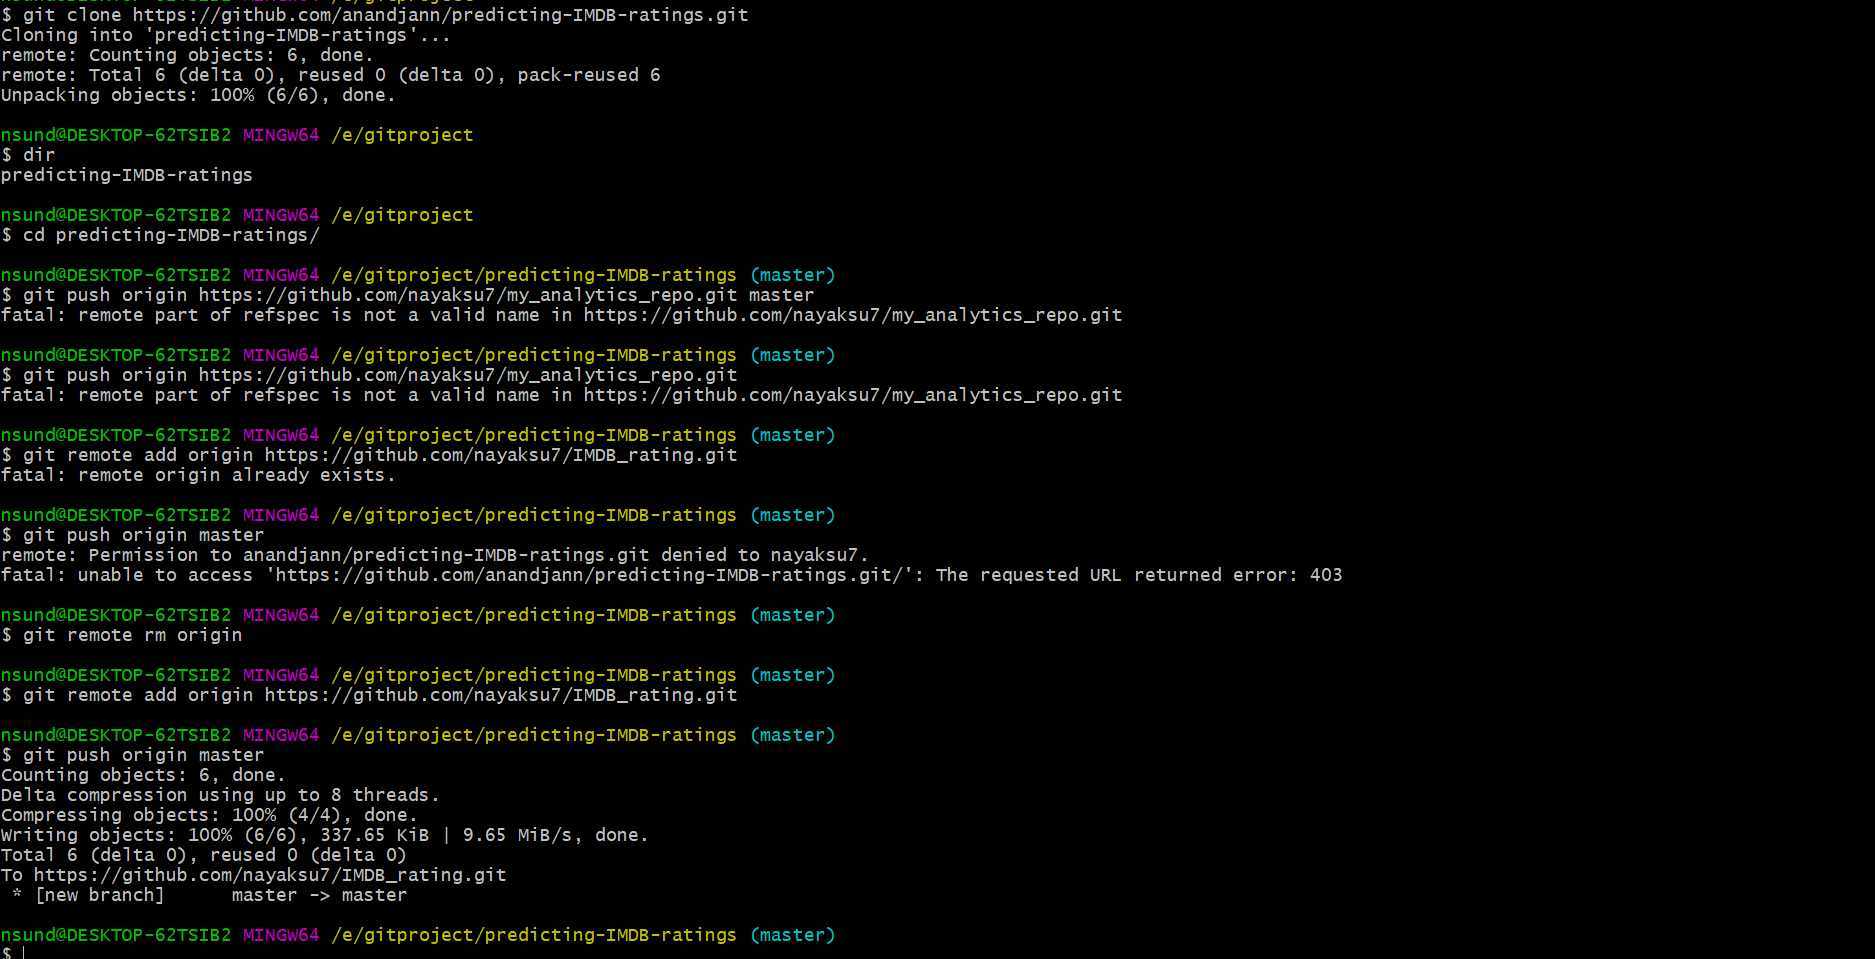 $ git clone https://github.com/anandjann/predicting-IMDB-ratings.git
Cloning into 'predicting-IMDB-ratings'...
remote: Counting objects: 6, done.
remote: Total 6 (delta 0), reused 0 (delta 0), pack-reused 6
Unpacking objects: 100% (6/6), done.
nsund@DESKTOP-62TSIB2 MINGW64 /e/gitproject
$ dir
predicting-IMDB-ratings
nsund@DESKTOP-62TSIB2 MINGW64 /e/gitproject
$ cd predicting-IMDB-ratings/
nsund@DESKTOP-62TSIB2 MINGW64 /e/gitproject/predicting-IMDB-ratings (master)
$ git push origin https://github.com/nayaksu7/my_analytics_repo.git master
fatal: remote part of refspec is not a valid name in https://github.com/nayaksu7/my_analytics_repo.git
nsund@DESKTOP-62TSIB2 MINGW64 /e/gitproject/predicting-IMDB-ratings (master)
$ git push origin https://github.com/nayaksu7/my_analytics_repo.git
fatal: remote part of refspec is not a valid name in https://github.com/nayaksu7/my_analytics_repo.git
nsund@DESKTOP-62TSIB2 MINGW64 /e/gitproject/predicting-IMDB-ratings (master)
$ git remote add origin https://github.com/nayaksu7/IMDB_rating.git
fatal: remote origin already exists.
nsund@DESKTOP-62TSIB2 MINGW64 /e/gitproject/predicting-IMDB-ratings (master)
$ git push origin master
remote: Permission to anandjann/predicting-IMDB-ratings.git denied to nayaksu7.
fatal: unable to access 'https://github.com/anandjann/predicting-IMDB-ratings.git/': The requested URL returned error: 403
nsund@DESKTOP-62TSIB2 MINGW64 /e/gitproject/predicting-IMDB-ratings (master)
$ git remote rm origin
nsund@DESKTOP-62TSIB2 MINGW64 /e/gitproject/predicting-IMDB-ratings (master)
$ git remote add origin https://github.com/nayaksu7/IMDB_rating.git
nsund@DESKTOP-62TSIB2 MINGW64 /e/gitproject/predicting-IMDB-ratings (master)
$ git push origin master
Counting objects: 6, done.
Delta compression using up to 8 threads.
Compressing objects: 100% (4/4), done.
Writing objects: 100% (6/6), 337.65 KiB | 9.65 MiB/s, done.
Total 6 (delta 0), reused 0 (delta 0)
To https://github.com/nayaksu7/IMDB_rating.git
 * [new branch]      master -> master
nsund@DESKTOP-62TSIB2 MINGW64 /e/gitproject/predicting-IMDB-ratings (master)
$